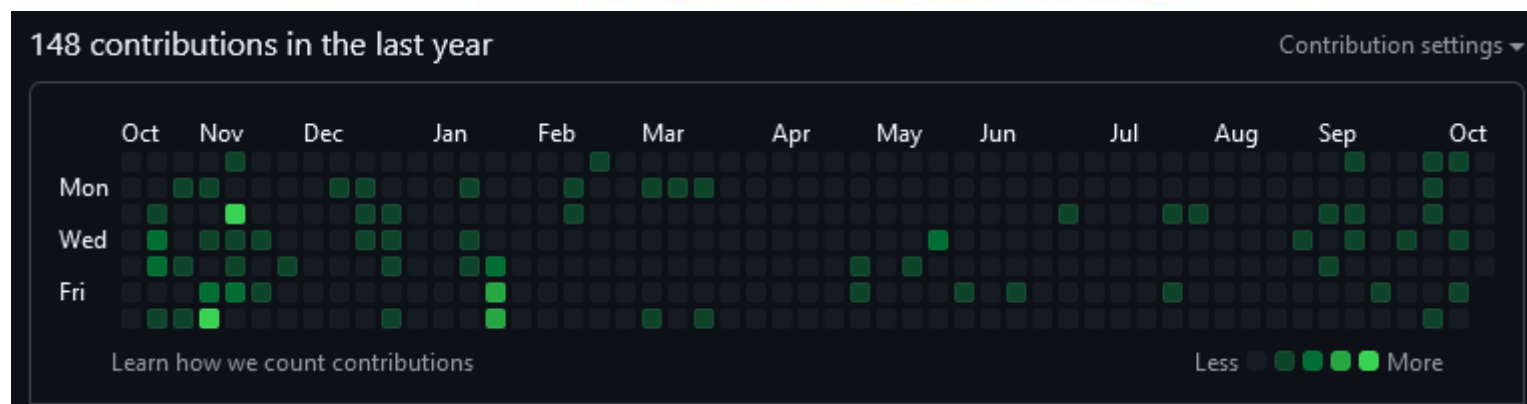 148 contributions in the last year
Contribution settings
Oct Nov Dec Jan Feb Mar Apr May Jun Jul Aug Sep Oct
Mon
Wed
Fri
Learn how we count contributions
Less More